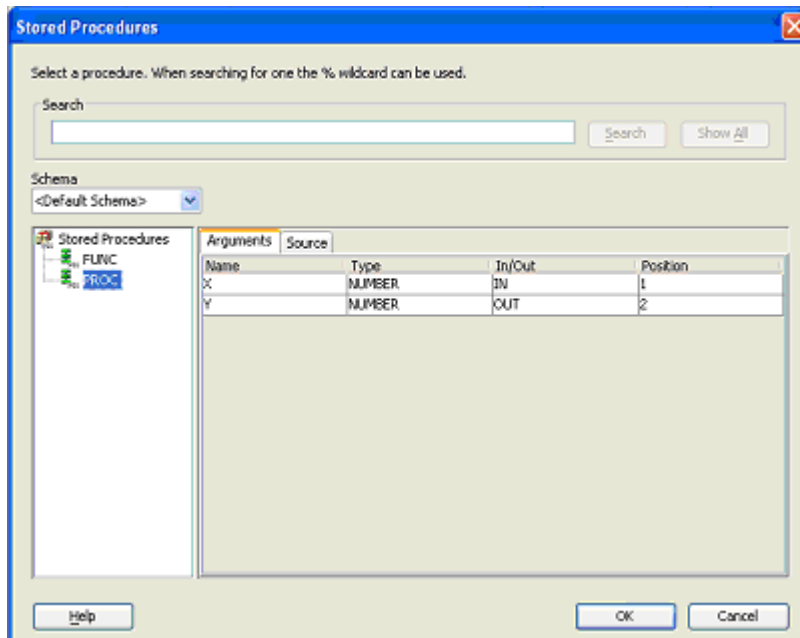 Stored Procedures
Select a procedure. When searching for one the % wildcard can be used.
Search
Search Show All
Schema
<Default Schema>
Stored Procedures
FUNC
PROC
Arguments Source
Name Type In/Out Position
X NUMBER IN 1
Y NUMBER OUT 2
Help OK Cancel